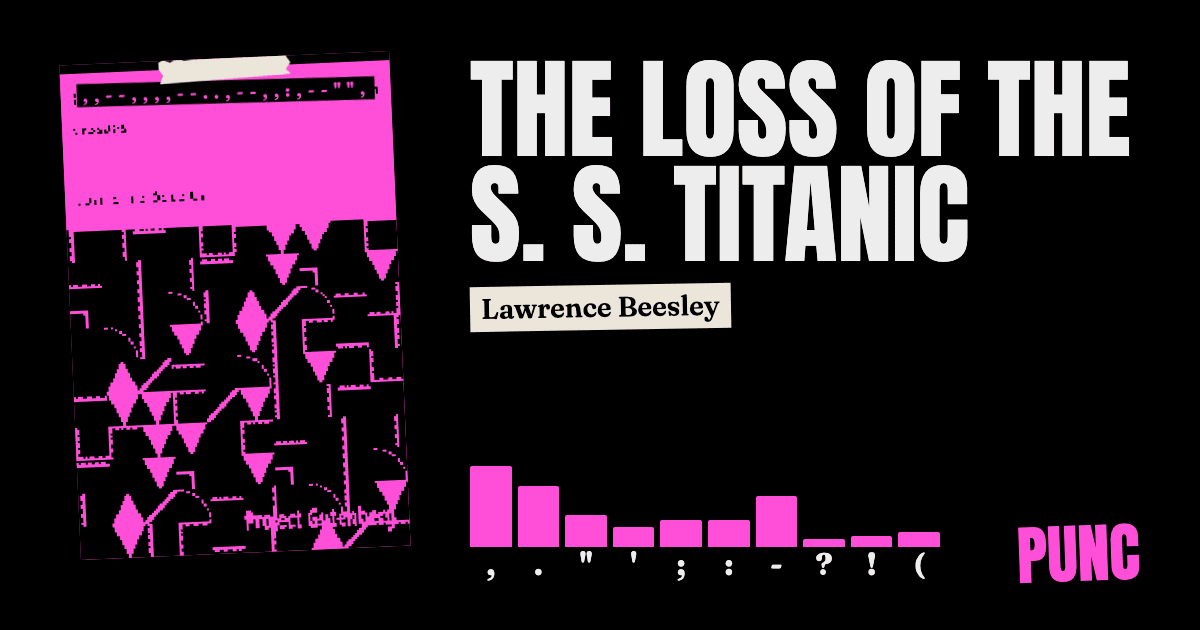 ,,--,,,,--..,--,,:,--"",
Project Gutenberg
THE LOSS OF THE
S. S. TITANIC
Lawrence Beesley
, . " ' ; : - ? ! (
PUNC